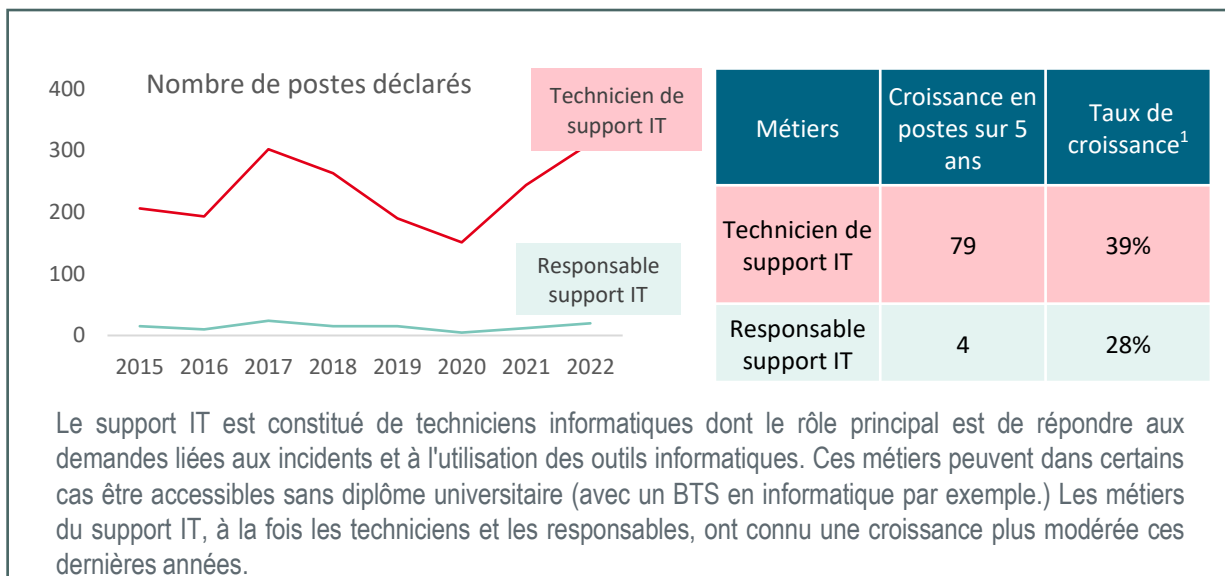 Nombre de postes déclarés
400
300
200
100
0
Technicien de
support IT
Responsable
support IT
2015 2016 2017 2018 2019 2020 2021 2022
Métiers
Croissance en
postes sur 5
ans
Taux de
croissance¹
Technicien de
support IT
79
39%
Responsable
support IT
4
28%
Le support IT est constitué de techniciens informatiques dont le rôle principal est de répondre aux
demandes liées aux incidents et à l'utilisation des outils informatiques. Ces métiers peuvent dans certains
cas être accessibles sans diplôme universitaire (avec un BTS en informatique par exemple.) Les métiers
du support IT, à la fois les techniciens et les responsables, ont connu une croissance plus modérée ces
dernières années.